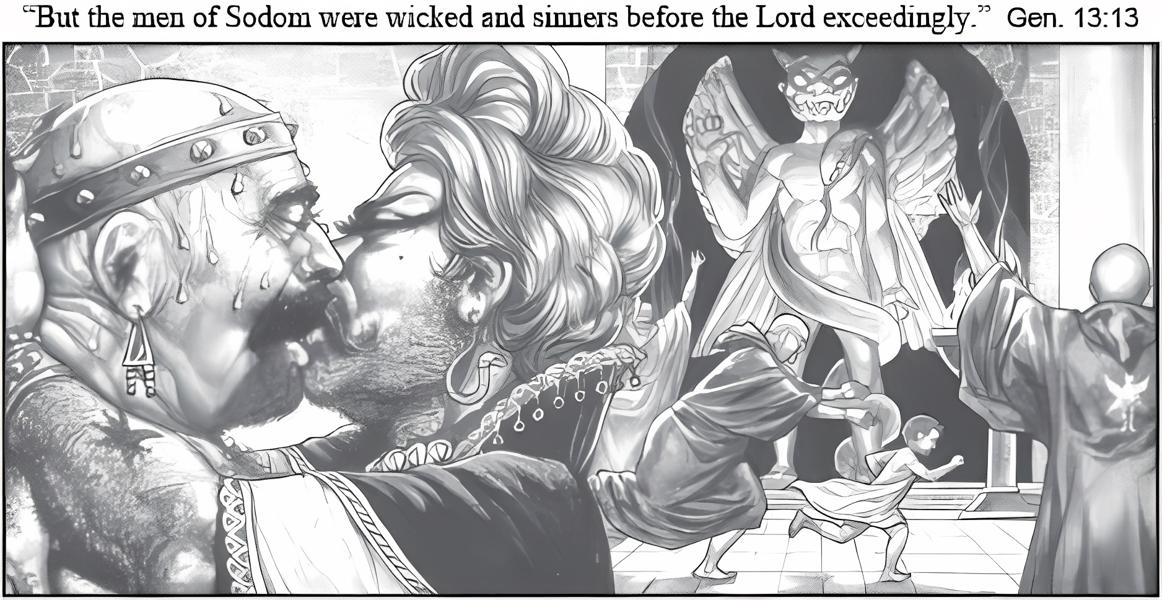 “But the men of Sodom were wicked and sinners before the Lord exceedingly.” Gen. 13:13